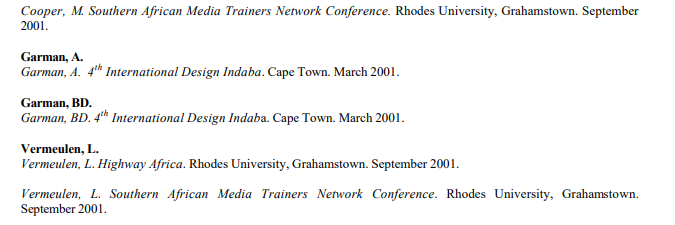 Cooper, M. Southern African Media Trainers Network Conference. Rhodes University, Grahamstown. September
2001.
Garman, A.
Garman, A. 4th International Design Indaba. Cape Town. March 2001.
Garman, BD.
Garman, BD. 4th International Design Indaba. Cape Town. March 2001.
Vermeulen, L.
Vermeulen, L. Highway Africa. Rhodes University, Grahamstown. September 2001.
Vermeulen, L. Southern African Media Trainers Network Conference. Rhodes University, Grahamstown.
September 2001.